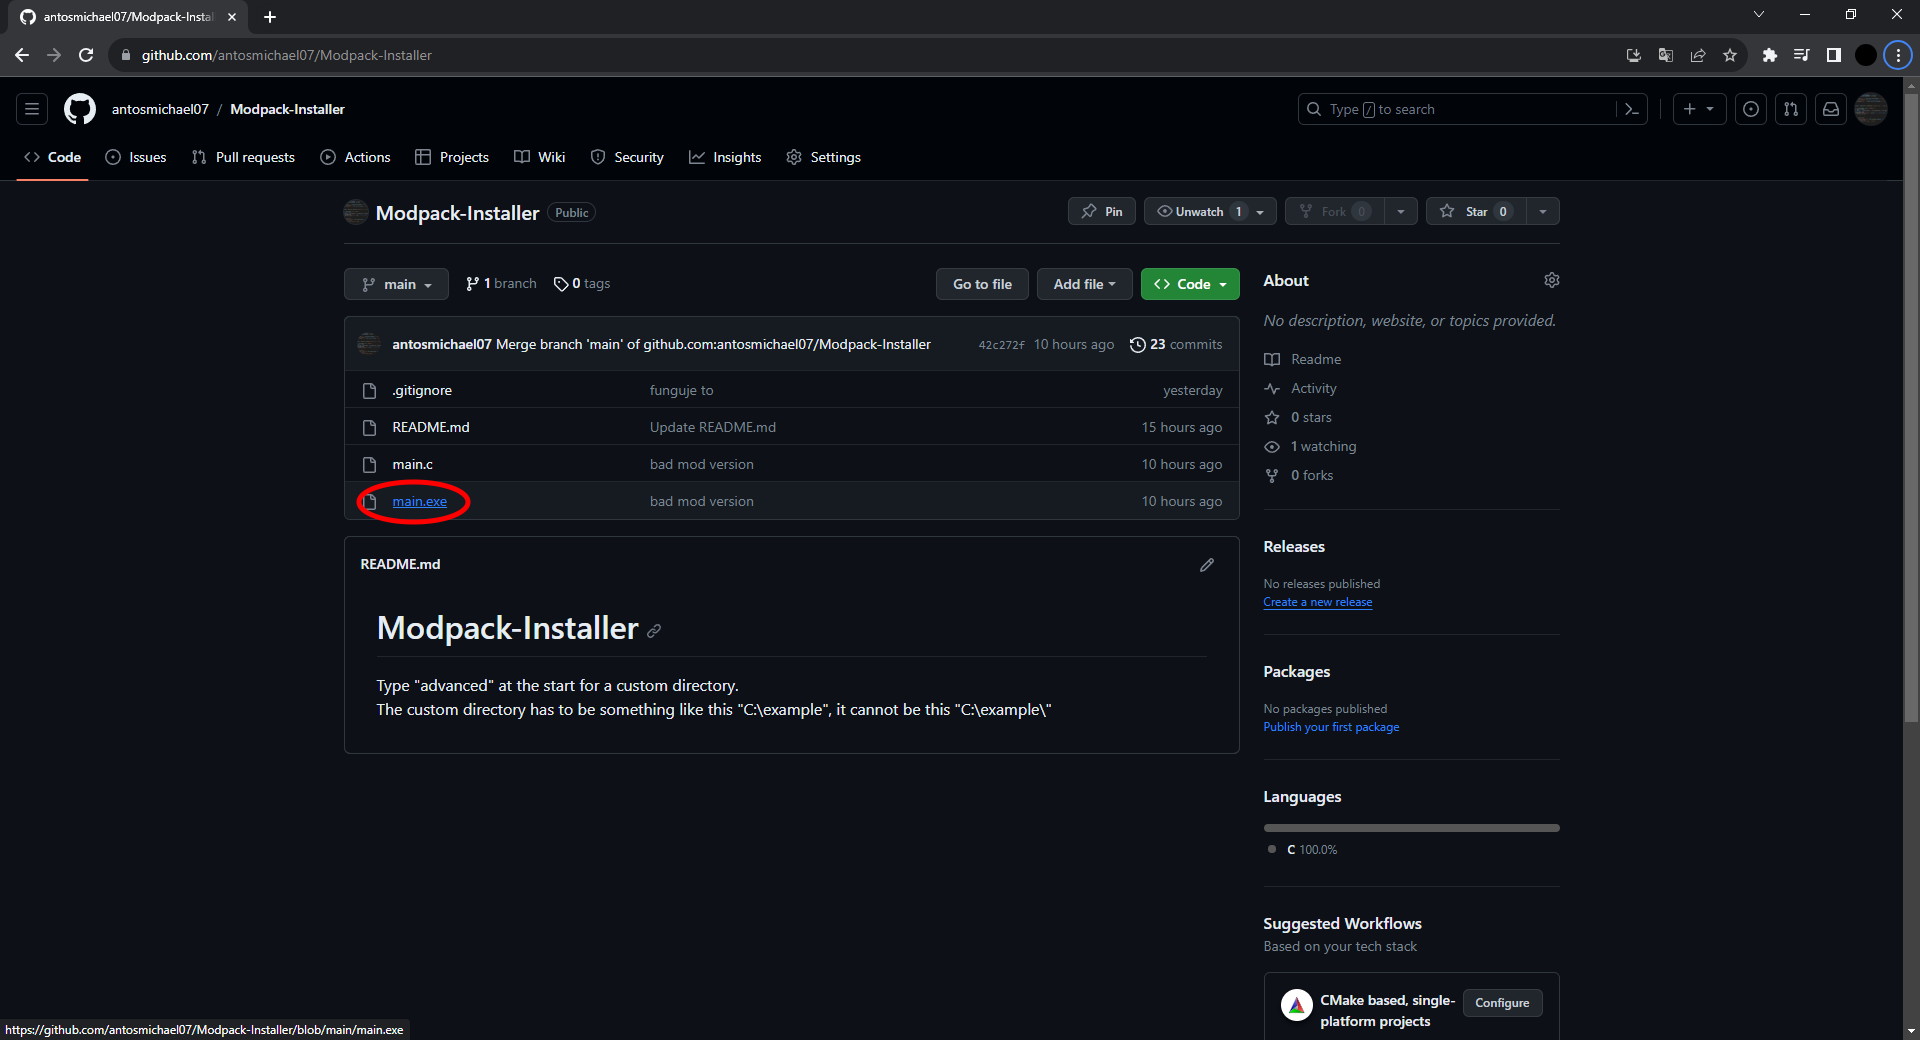 antosmichael07/Modpack-Instal
github.com/antosmichael07/Modpack-Installer
antosmichael07 / Modpack-Installer
Type / to search
Code Issues Pull requests Actions Projects Wiki Security Insights Settings
Modpack-Installer Public
Pin Unwatch 1 Fork 0 Star 0
main 1 branch 0 tags Go to file Add file Code
antosmichael07 Merge branch 'main' of github.com:antosmichael07/Modpack-Installer 42c272f 10 hours ago 23 commits
.gitignore funguje to yesterday
README.md Update README.md 15 hours ago
main.c bad mod version 10 hours ago
main.exe bad mod version 10 hours ago
README.md
Modpack-Installer
Type "advanced" at the start for a custom directory.
The custom directory has to be something like this "C:\example", it cannot be this "C:\example\"
About
No description, website, or topics provided.
Readme
Activity
0 stars
1 watching
0 forks
Releases
No releases published
Create a new release
Packages
No packages published
Publish your first package
Languages
C 100.0%
Suggested Workflows
Based on your tech stack
CMake based, single-
platform projects
Configure
https://github.com/antosmichael07/Modpack-Installer/blob/main/main.exe